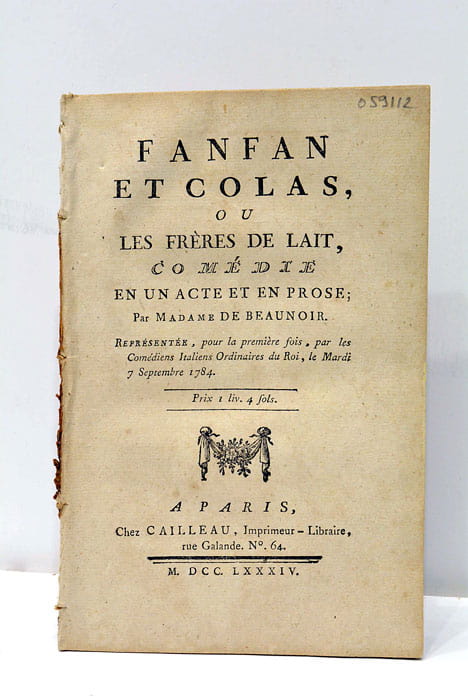 059112
FANFAN
ET COLAS,
OU
LES FRÈRES DE LAIT,
COMÉDIE
EN UN ACTE ET EN PROSE;
Par MADAME DE BEAUNOIR.
REPRÉSENTÉE, pour la première fois, par les
Comédiens Italiens Ordinaires du Roi, le Mardi
7 Septembre 1784.
Prix 1 liv. 4 ſols.
A PARIS,
Chez CAILLEAU, Imprimeur-Libraire,
rue Galande. N°. 64.
M. DCC. LXXXIV.